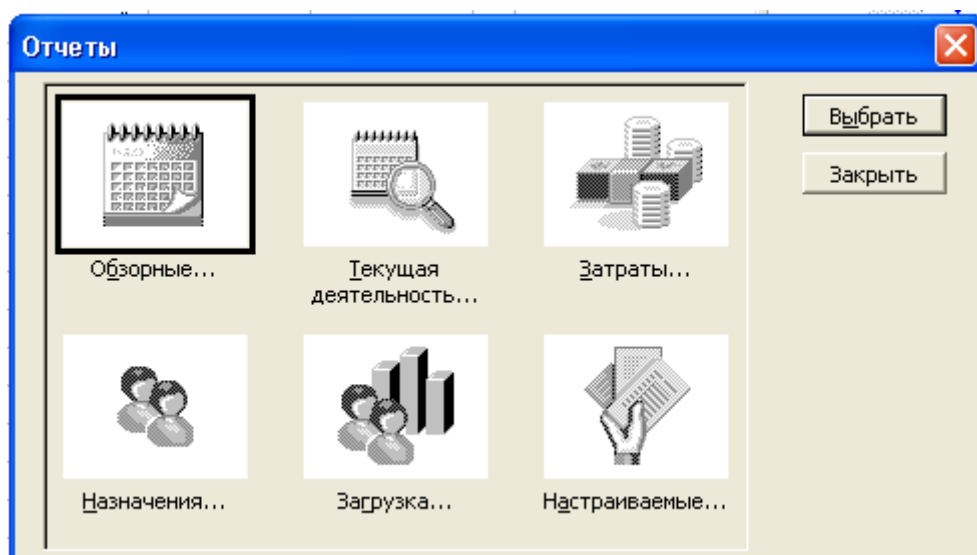 Отчеты
Выбрать
Закрыть
Обзорные...
Текущая
деятельность...
Затраты...
Назначения...
Загрузка...
Настраиваемые...